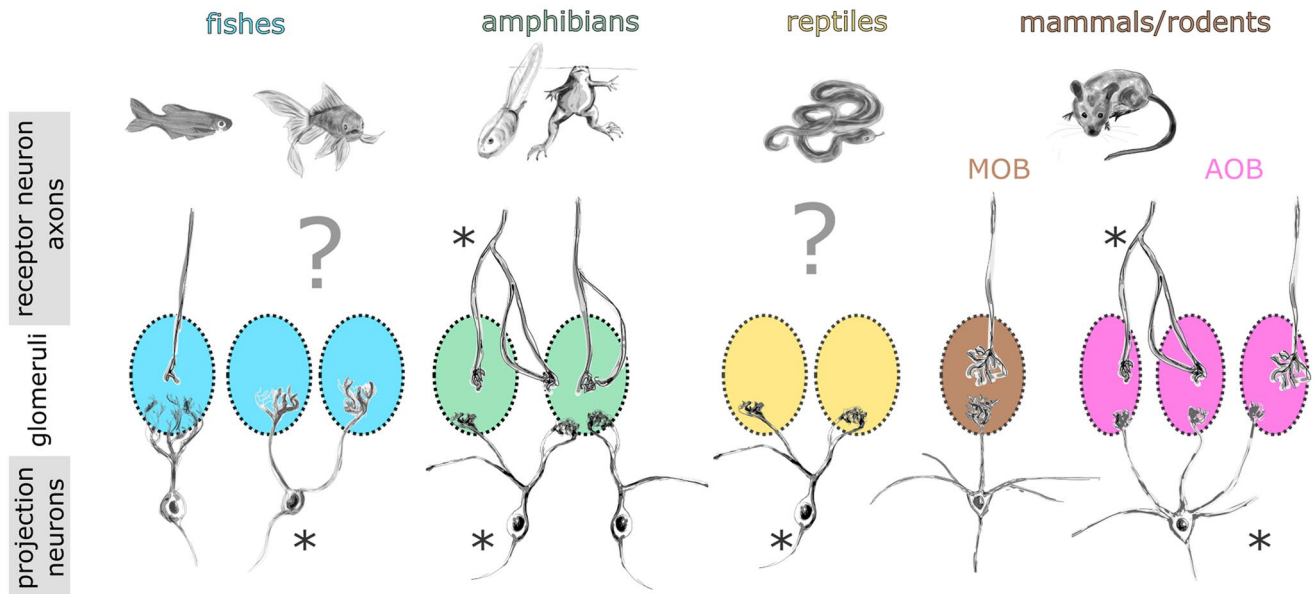 fishes
amphibians
reptiles
mammals/rodents
MOB
AOB
receptor neuron
axons
?
?
*
*
glomeruli
projection
neurons
*
*
*
*